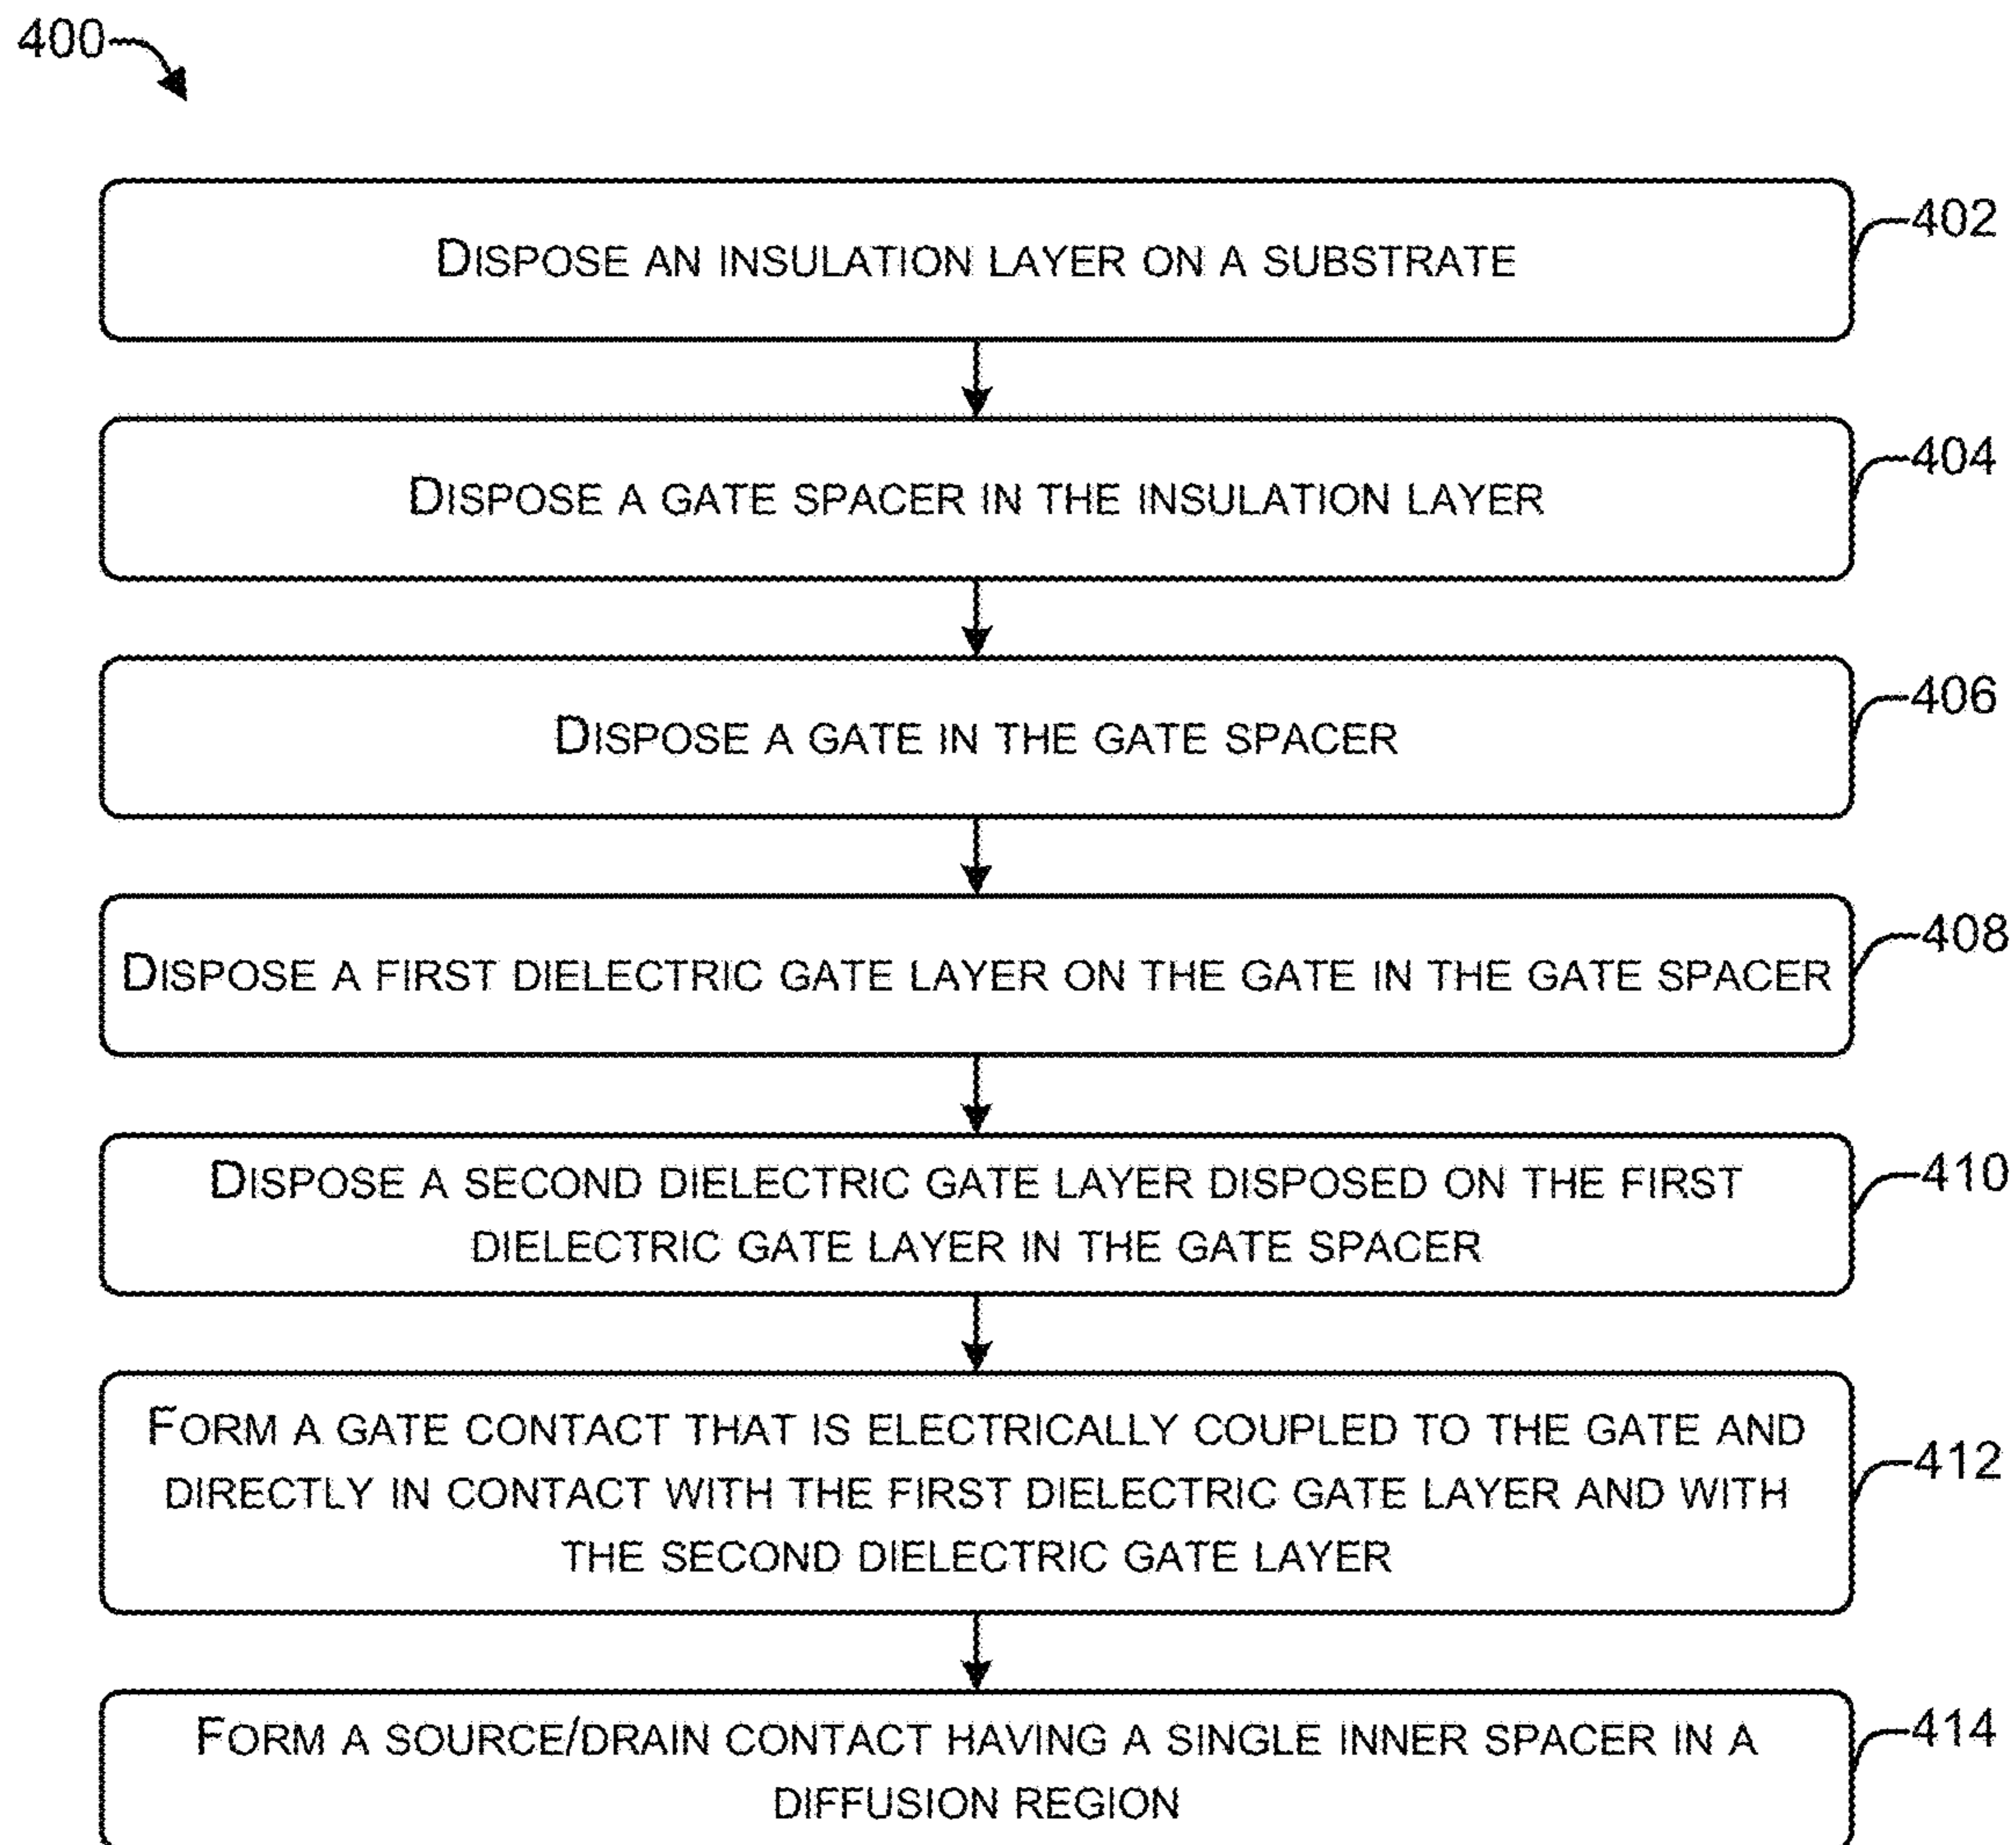 400
DISPOSE AN INSULATION LAYER ON A SUBSTRATE
402
DISPOSE A GATE SPACER IN THE INSULATION LAYER
404
DISPOSE A GATE IN THE GATE SPACER
406
DISPOSE A FIRST DIELECTRIC GATE LAYER ON THE GATE IN THE GATE SPACER
408
DISPOSE A SECOND DIELECTRIC GATE LAYER DISPOSED ON THE FIRST
DIELECTRIC GATE LAYER IN THE GATE SPACER
410
FORM A GATE CONTACT THAT IS ELECTRICALLY COUPLED TO THE GATE AND
DIRECTLY IN CONTACT WITH THE FIRST DIELECTRIC GATE LAYER AND WITH
THE SECOND DIELECTRIC GATE LAYER
412
FORM A SOURCE/DRAIN CONTACT HAVING A SINGLE INNER SPACER IN A
DIFFUSION REGION
414